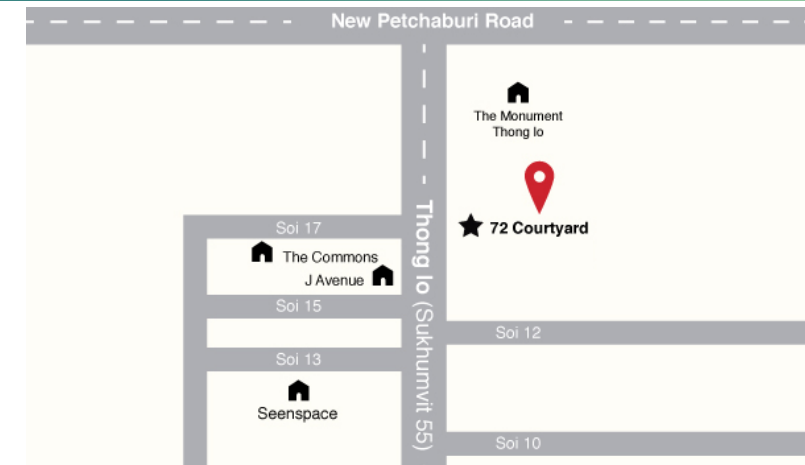 New Petchaburi Road
The Monument
Thong lo
Thong lo (Sukhumvit 55)
72 Courtyard
Soi 17
The Commons
J Avenue
Soi 15
Soi 12
Soi 13
Seenspace
Soi 10